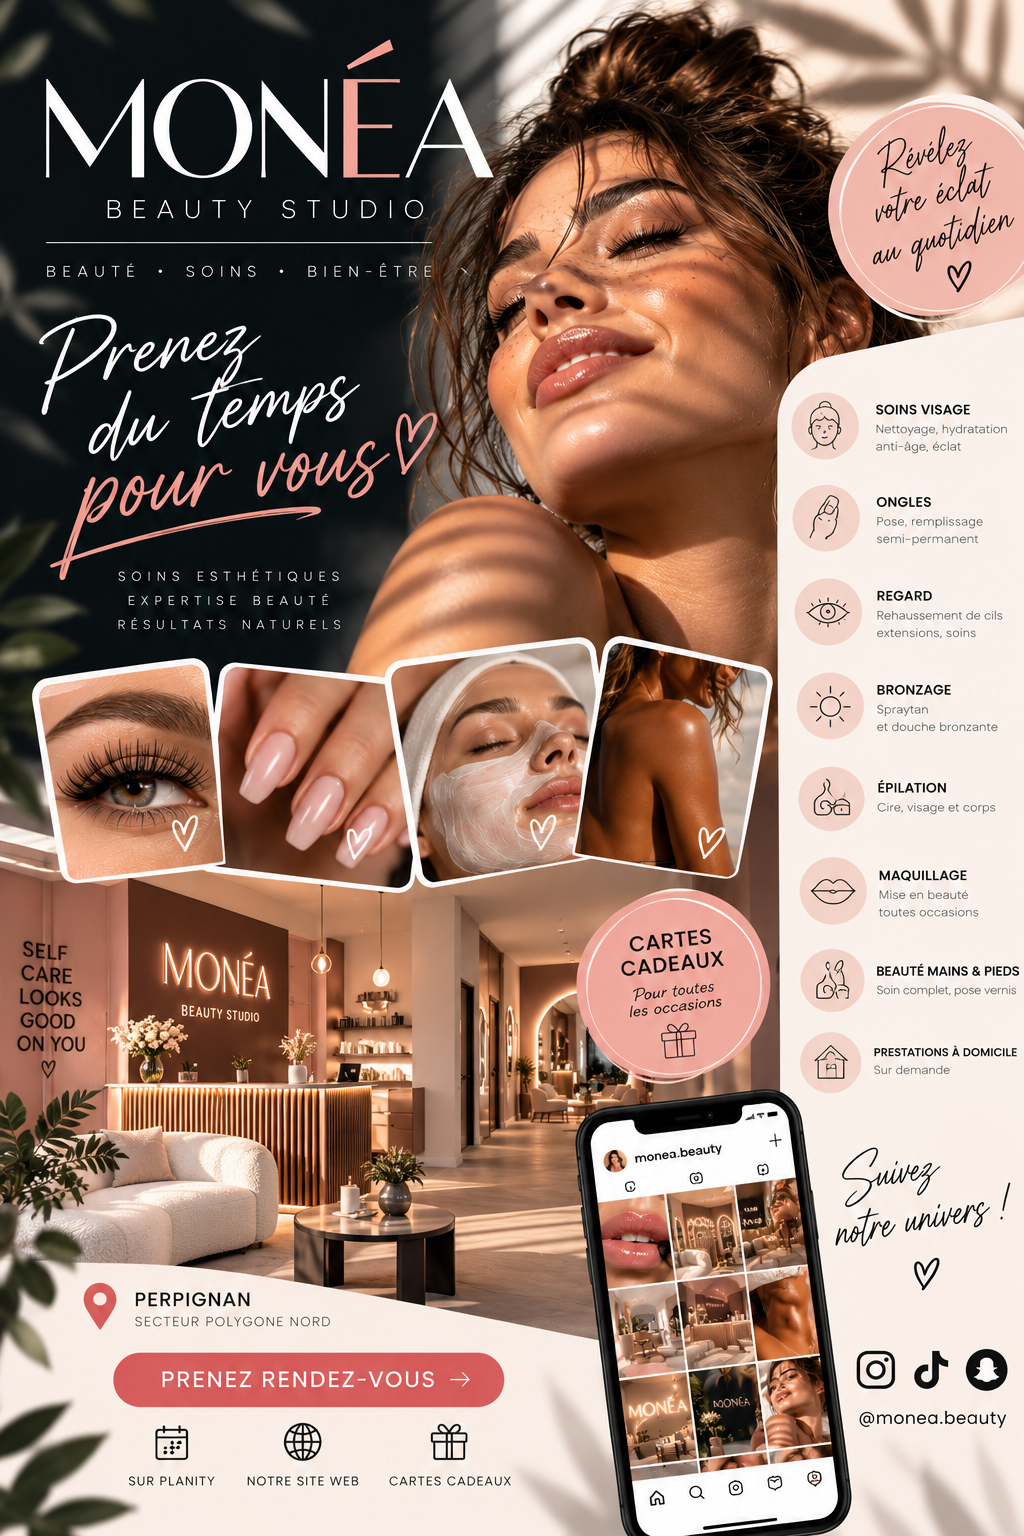 MONÉA
BEAUTY STUDIO
BEAUTÉ • SOINS • BIEN-ÊTRE
Révélez
votre éclat
au quotidien
Prenez
du temps
pour vous
SOINS ESTHÉTIQUES
EXPERTISE BEAUTÉ
RÉSULTATS NATURELS
SOINS VISAGE
Nettoyage, hydratation
anti-âge, éclat
ONGLES
Pose, remplissage
semi-permanent
REGARD
Rehaussement de cils
extensions, soins
BRONZAGE
Spraytan
et douche bronzante
ÉPILATION
Cire, visage et corps
MAQUILLAGE
Mise en beauté
toutes occasions
BEAUTÉ MAINS & PIEDS
Soin complet, pose vernis
PRESTATIONS À DOMICILE
Sur demande
SELF
CARE
LOOKS
GOOD
ON YOU
MONÉA
BEAUTY STUDIO
CARTES
CADEAUX
Pour toutes
les occasions
monea.beauty
MONÉA
MONÉA
Suivez
notre univers !
@monea.beauty
PERPIGNAN
SECTEUR POLYGONE NORD
PRENEZ RENDEZ-VOUS →
SUR PLANITY
NOTRE SITE WEB
CARTES CADEAUX